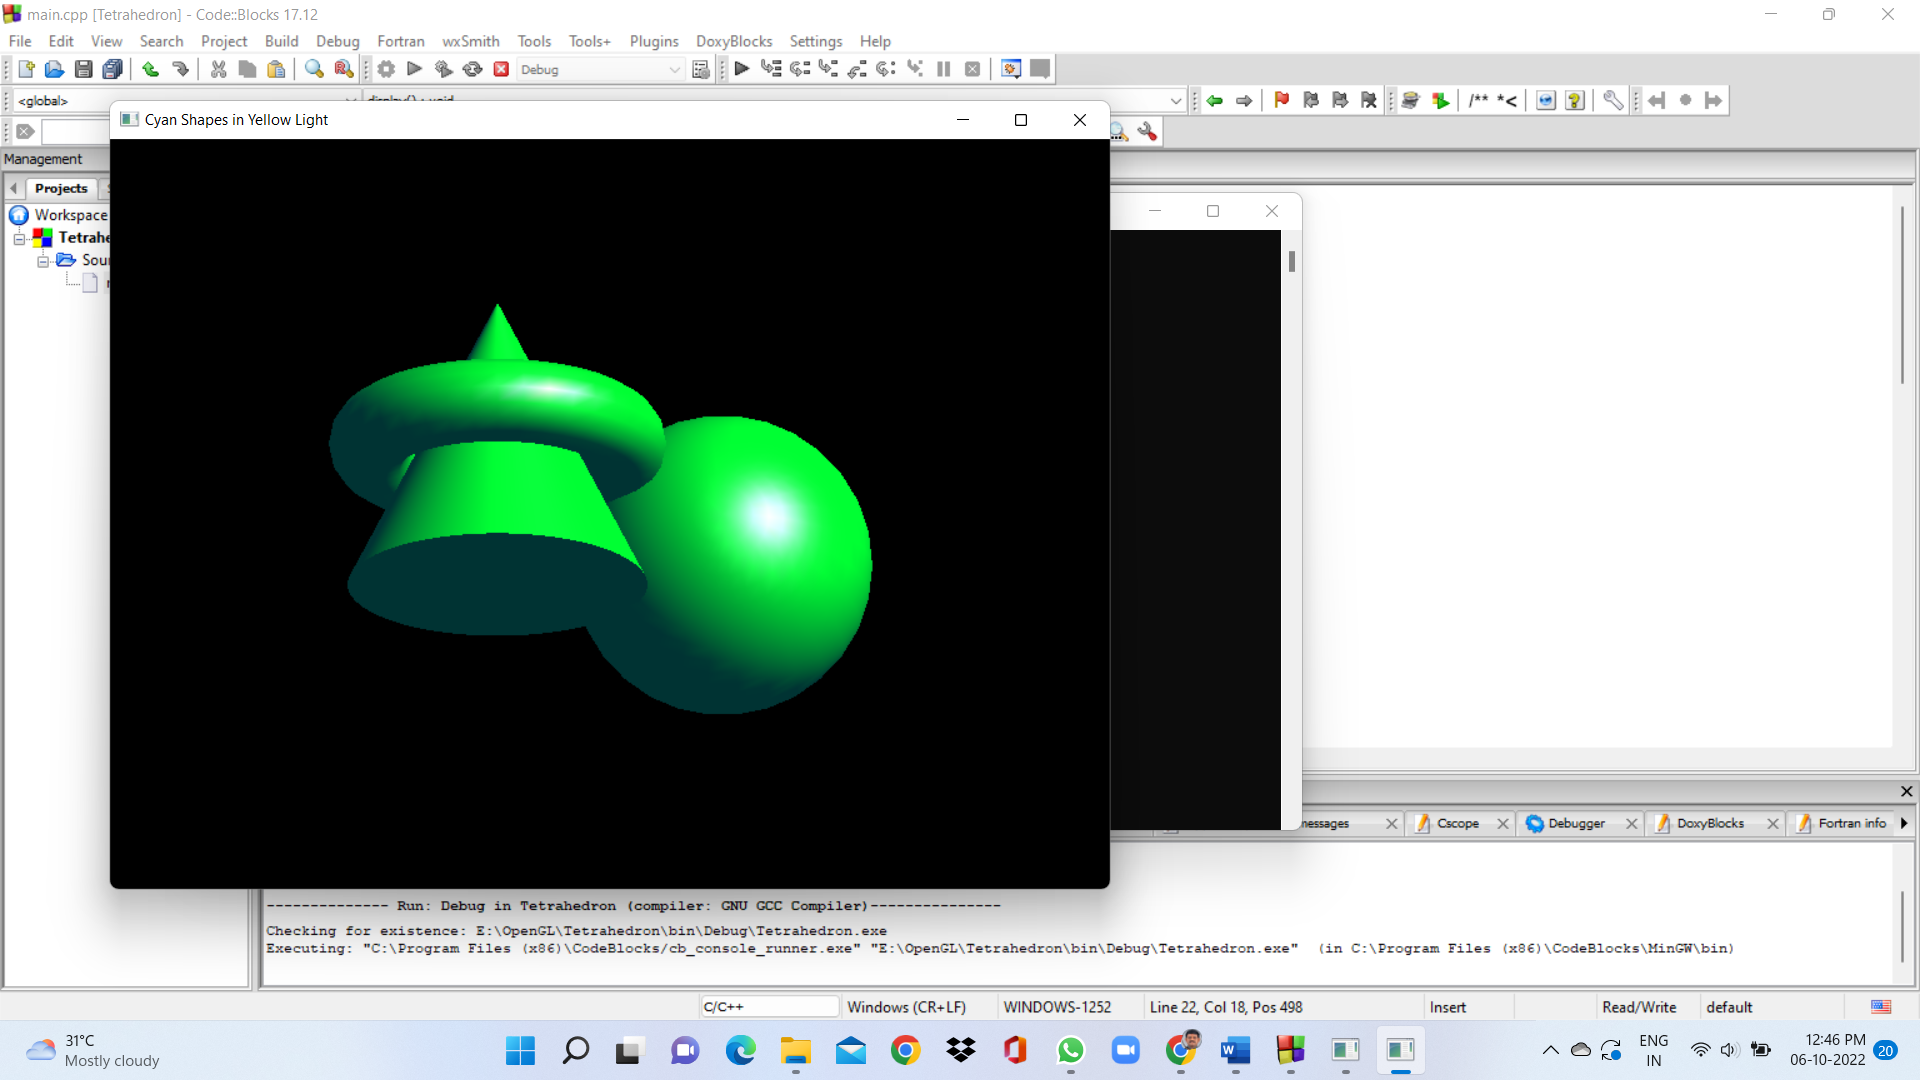 main.cpp [Tetrahedron] - Code::Blocks 17.12
File Edit View Search Project Build Debug Fortran wxSmith Tools Tools+ Plugins DoxyBlocks Settings Help
Debug
<global>
/** *<
Cyan Shapes in Yellow Light
Management
Projects
Workspace
Tetrahe
Sour
messages Cscope Debugger DoxyBlocks Fortran info
-------------- Run: Debug in Tetrahedron (compiler: GNU GCC Compiler)---------------
Checking for existence: E:\OpenGL\Tetrahedron\bin\Debug\Tetrahedron.exe
Executing: "C:\Program Files (x86)\CodeBlocks/cb_console_runner.exe" "E:\OpenGL\Tetrahedron\bin\Debug\Tetrahedron.exe"  (in C:\Program Files (x86)\CodeBlocks\MinGW\bin)
C/C++ Windows (CR+LF) WINDOWS-1252 Line 22, Col 18, Pos 498 Insert Read/Write default
31°C
Mostly cloudy
ENG
IN
12:46 PM
06-10-2022
20